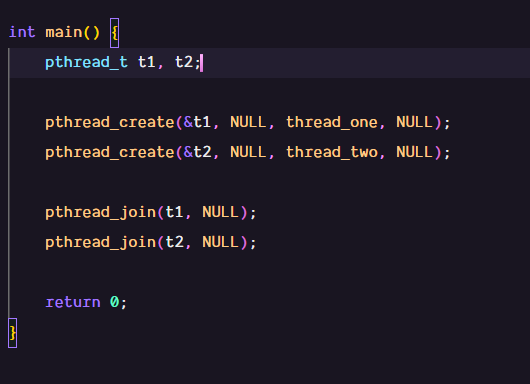 int main() {
    pthread_t t1, t2;
    pthread_create(&t1, NULL, thread_one, NULL);
    pthread_create(&t2, NULL, thread_two, NULL);
    pthread_join(t1, NULL);
    pthread_join(t2, NULL);
    return 0;
}